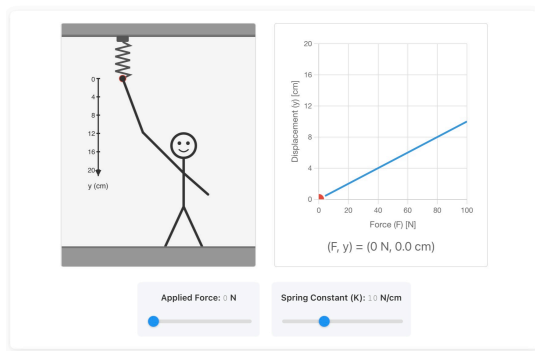 0
4
8
12
16
20
y (cm)
20
16
12
8
4
0
Displacement (y) [cm]
0 20 40 60 80 100
Force (F) [N]
(F, y) = (0 N, 0.0 cm)
Applied Force: 0 N
Spring Constant (K): 10 N/cm